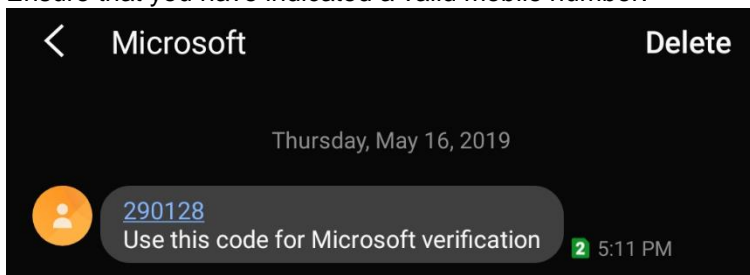 Ensure that you have indicated a valid mobile number.
Microsoft
Delete
Thursday, May 16, 2019
290128
Use this code for Microsoft verification
2 5:11 PM